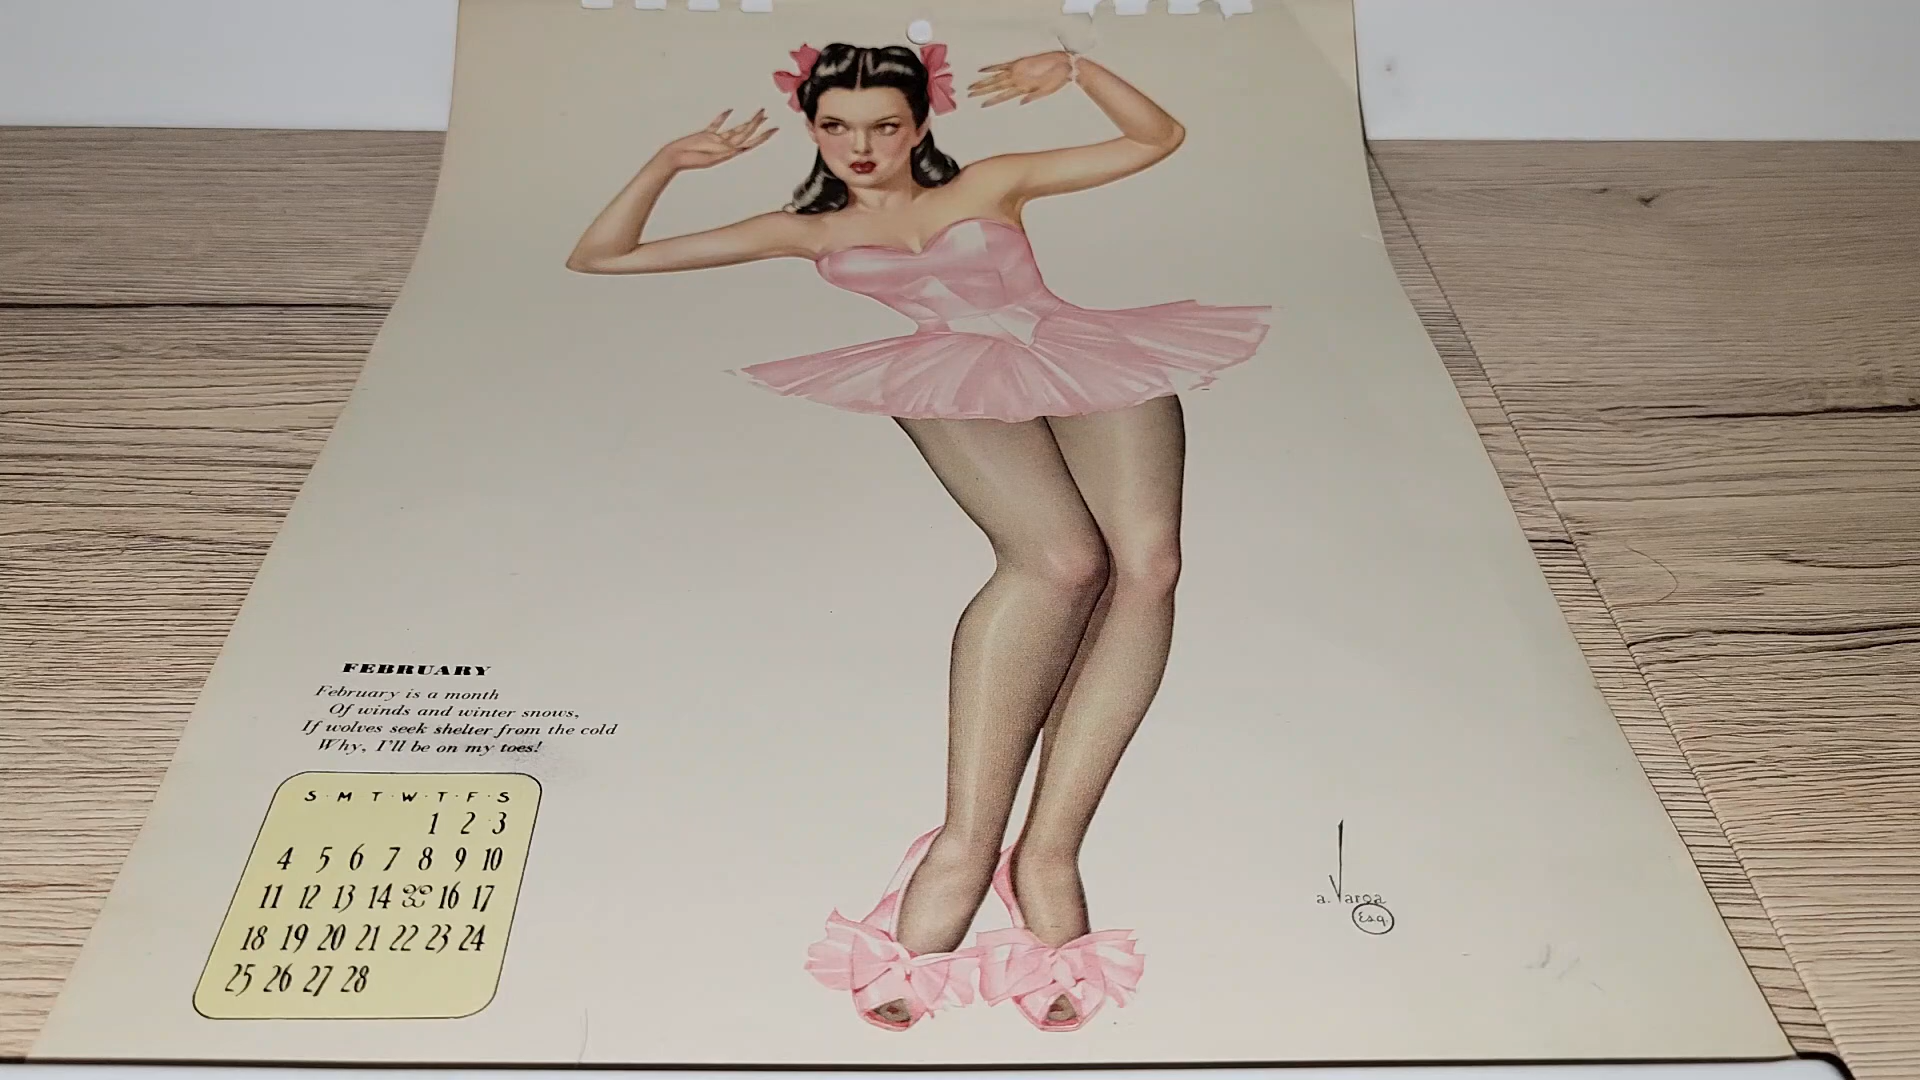 FEBRUARY
February is a month
Of winds and winter snows,
If wolves seek shelter from the cold
Why, I'll be on my toes!
S · M T · W · T · F · S
1 2 3
4 5 6 7 8 9 10
11 12 13 14 16 17
18 19 20 21 22 23 24
25 26 27 28
a. Varga
Esq.